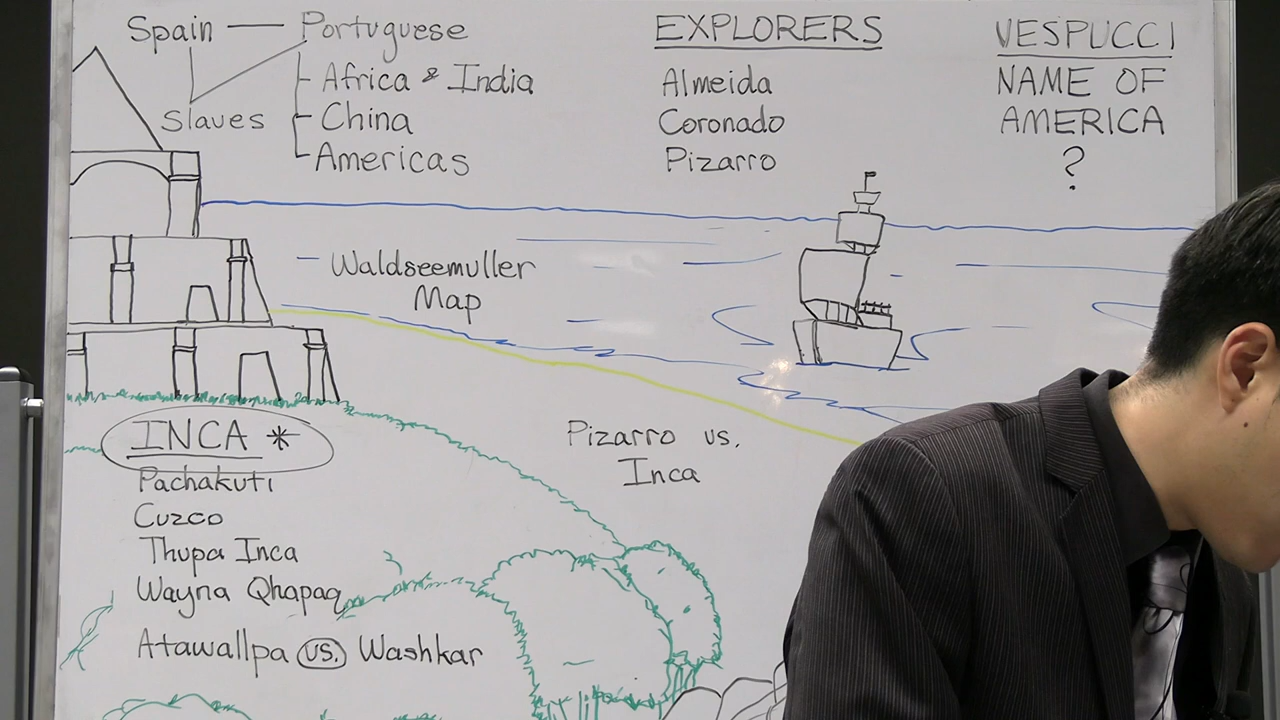 Spain — Portuguese
Slaves
Africa & India
China
Americas
EXPLORERS
Almeida
Coronado
Pizarro
VESPUCCI
NAME OF
AMERICA
?
– Waldseemuller
Map
Pizarro vs.
Inca
INCA *
Pachakuti
Cuzco
Thupa Inca
Wayna Qhapaq
Atawallpa vs. Washkar